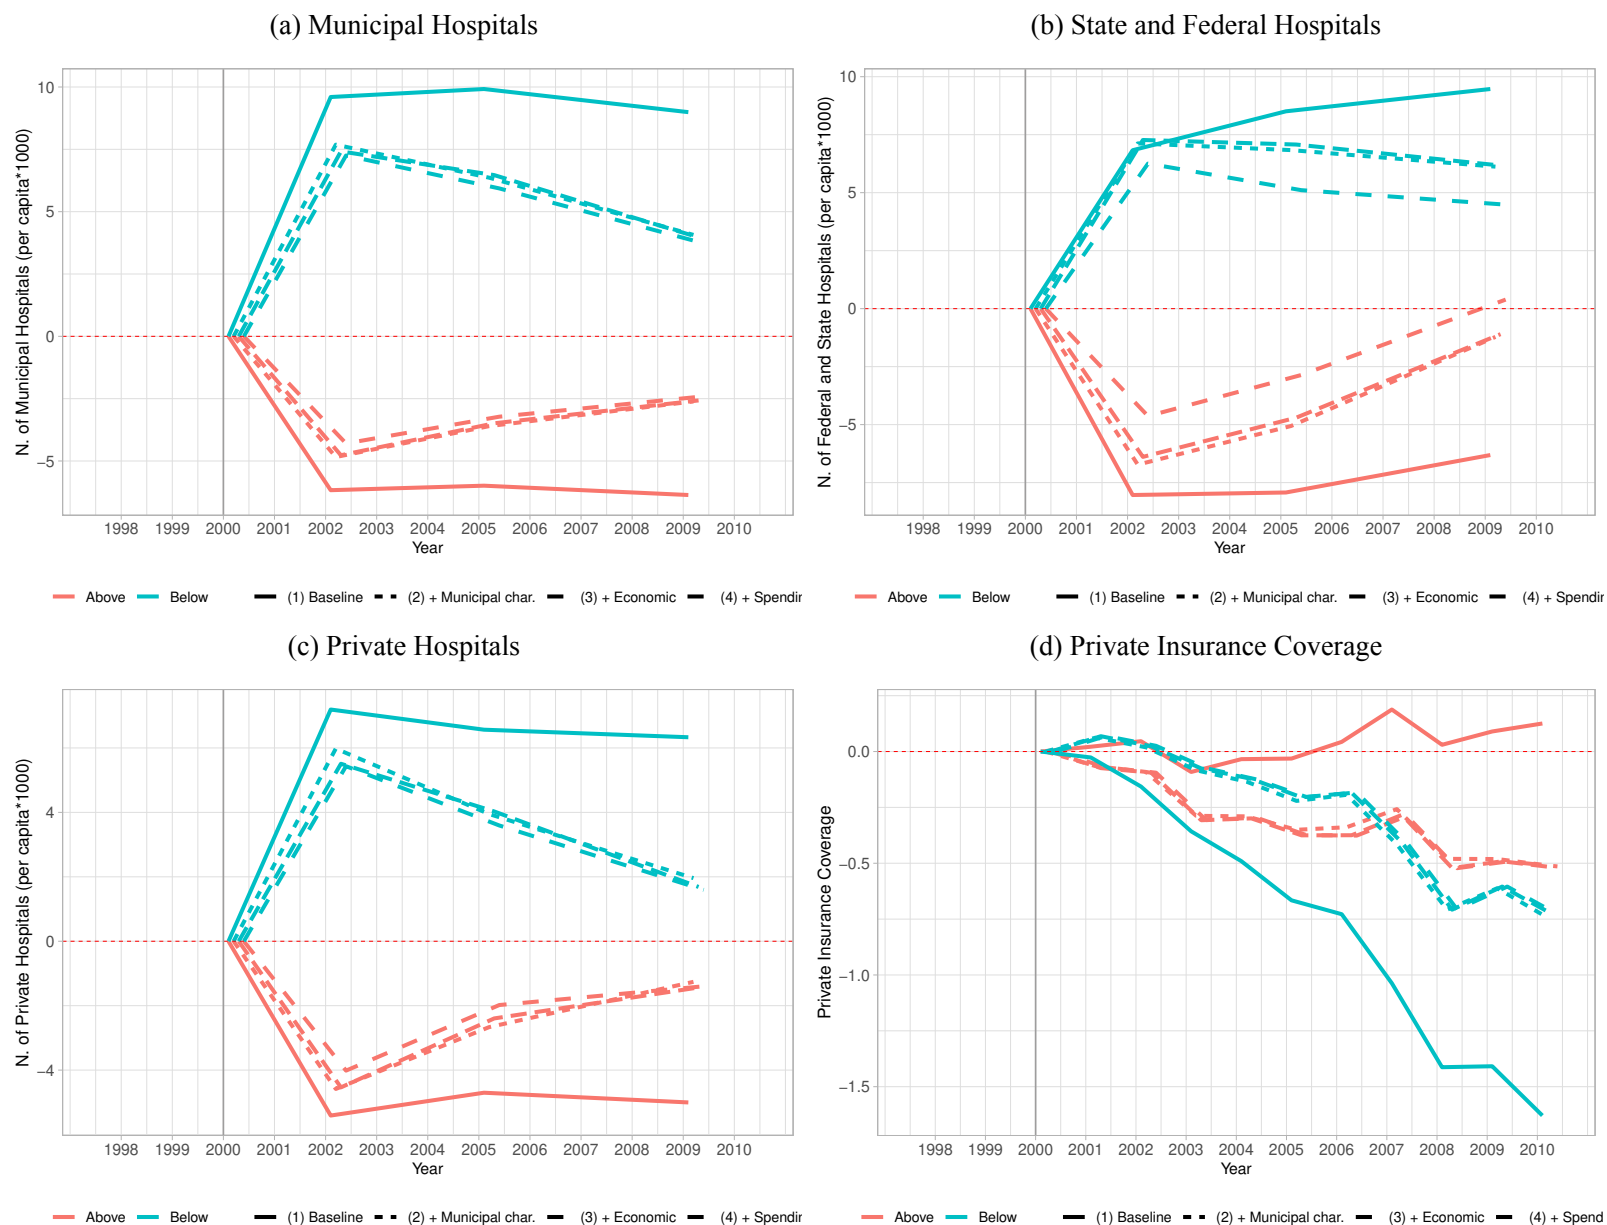 (a) Municipal Hospitals
N. of Municipal Hospitals (per capita*1000)
10
5
0
−5
1998 1999 2000 2001 2002 2003 2004 2005 2006 2007 2008 2009 2010
Year
Above Below (1) Baseline (2) + Municipal char. (3) + Economic (4) + Spendin
(b) State and Federal Hospitals
N. of Federal and State Hospitals (per capita*1000)
10
5
0
−5
1998 1999 2000 2001 2002 2003 2004 2005 2006 2007 2008 2009 2010
Year
Above Below (1) Baseline (2) + Municipal char. (3) + Economic (4) + Spendin
(c) Private Hospitals
N. of Private Hospitals (per capita*1000)
4
0
−4
1998 1999 2000 2001 2002 2003 2004 2005 2006 2007 2008 2009 2010
Year
Above Below (1) Baseline (2) + Municipal char. (3) + Economic (4) + Spendin
(d) Private Insurance Coverage
Private Insurance Coverage
0.0
−0.5
−1.0
−1.5
1998 1999 2000 2001 2002 2003 2004 2005 2006 2007 2008 2009 2010
Year
Above Below (1) Baseline (2) + Municipal char. (3) + Economic (4) + Spend